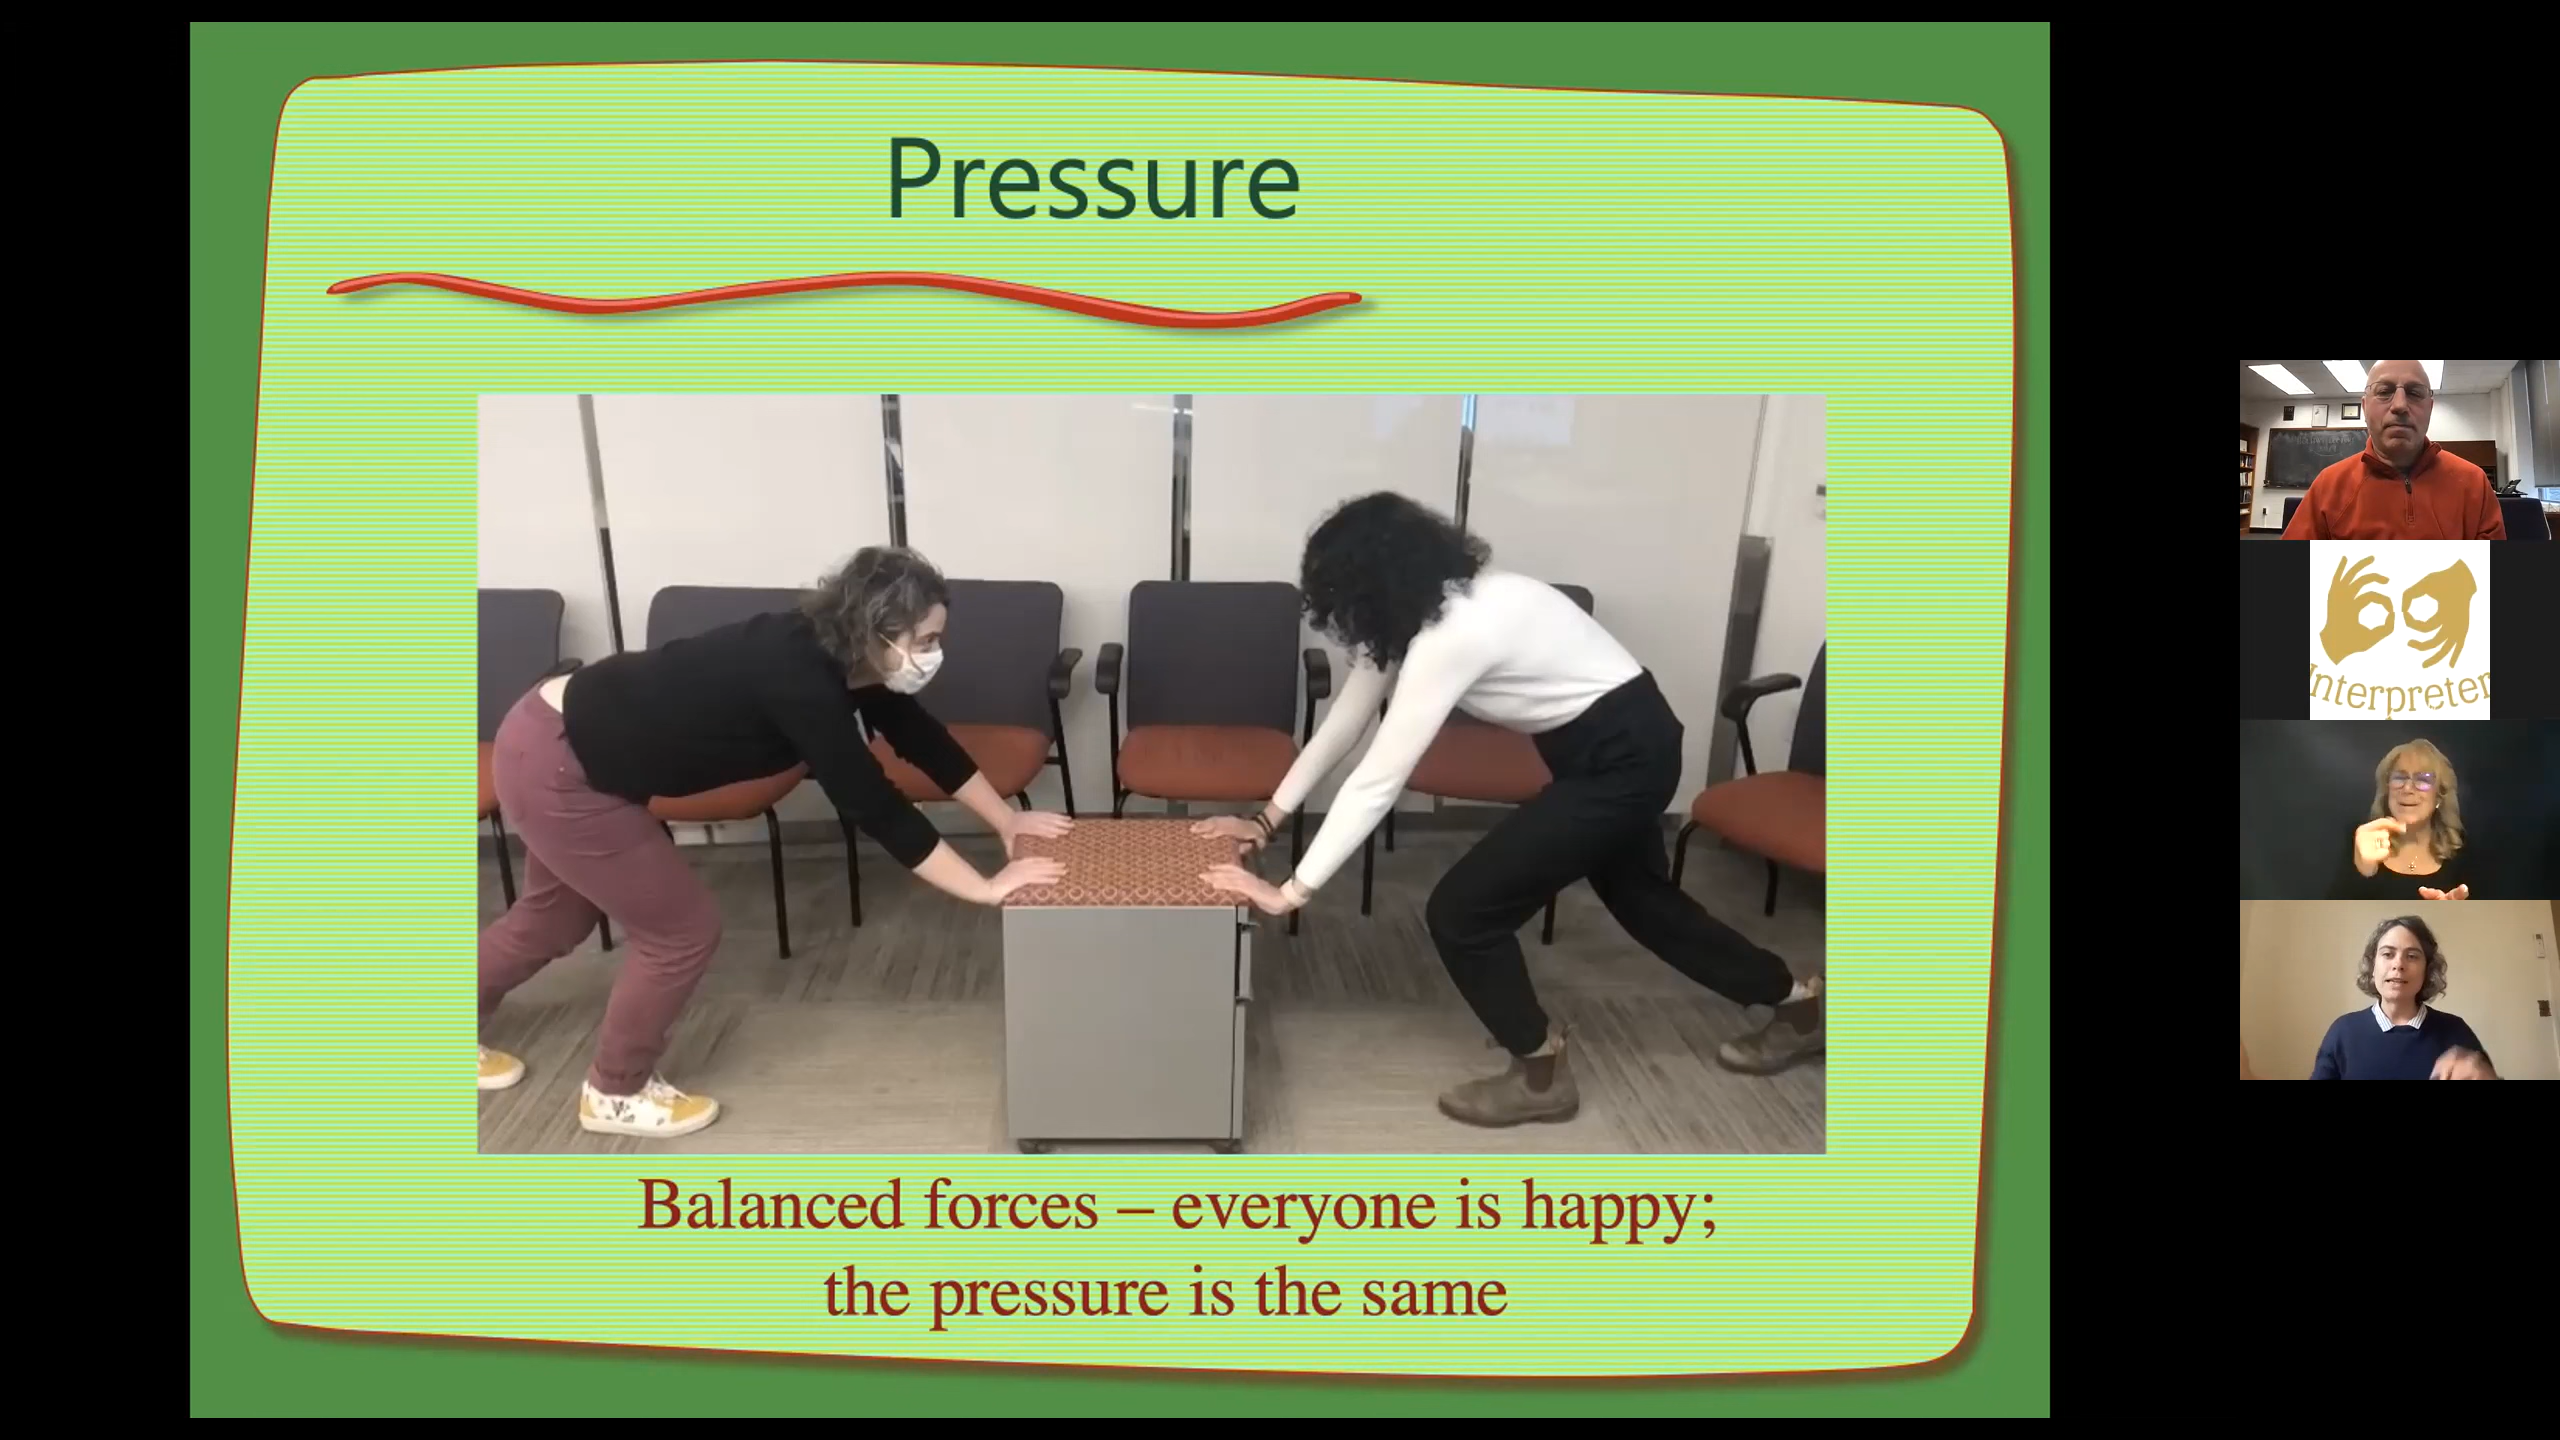 Pressure
Balanced forces – everyone is happy;
the pressure is the same
Interpreter